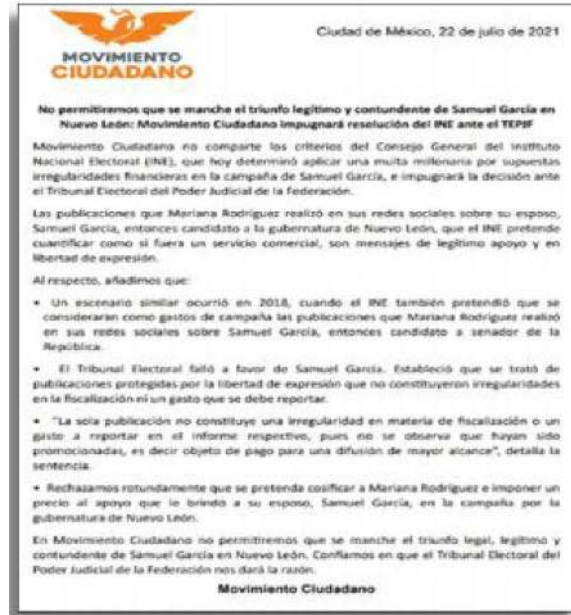 MOVIMIENTO
CIUDADANO
Ciudad de México, 22 de julio de 2021
No permitiremos que se manche el triunfo legítimo y contundente de Samuel García en
Nuevo León: Movimiento Ciudadano impugnará resolución del INE ante el TEPJF
Movimiento Ciudadano no comparte los criterios del Consejo General del Instituto
Nacional Electoral (INE), que hoy determinó aplicar una multa millonaria por supuestas
irregularidades financieras en la campaña de Samuel García, e impugnará la decisión ante
el Tribunal Electoral del Poder Judicial de la Federación.
Las publicaciones que Mariana Rodríguez realizó en sus redes sociales sobre su esposo,
Samuel García, entonces candidato a la gubernatura de Nuevo León, que el INE pretende
cuantificar como si fuera un servicio comercial, son mensajes de legítimo apoyo y en
libertad de expresión.
Al respecto, añadimos que:
• Un escenario similar ocurrió en 2018, cuando el INE también pretendió que se
consideraran como gastos de campaña las publicaciones que Mariana Rodríguez realizó
en sus redes sociales sobre Samuel García, entonces candidato a senador de la
República.
• El Tribunal Electoral falló a favor de Samuel García. Estableció que se trató de
publicaciones protegidas por la libertad de expresión que no constituyeron irregularidades
en la fiscalización ni un gasto que se debe reportar.
• "La sola publicación no constituye una irregularidad en materia de fiscalización o un
gasto a reportar en el informe respectivo, pues no se observa que hayan sido
promocionadas, es decir objeto de pago para una difusión de mayor alcance", detalla la
sentencia.
• Rechazamos rotundamente que se pretenda cosificar a Mariana Rodríguez e imponer un
precio al apoyo que le brindó a su esposo, Samuel García, en la campaña por la
gubernatura de Nuevo León.
En Movimiento Ciudadano no permitiremos que se manche el triunfo legal, legítimo y
contundente de Samuel García en Nuevo León. Confiamos en que el Tribunal Electoral del
Poder Judicial de la Federación nos dará la razón.
Movimiento Ciudadano